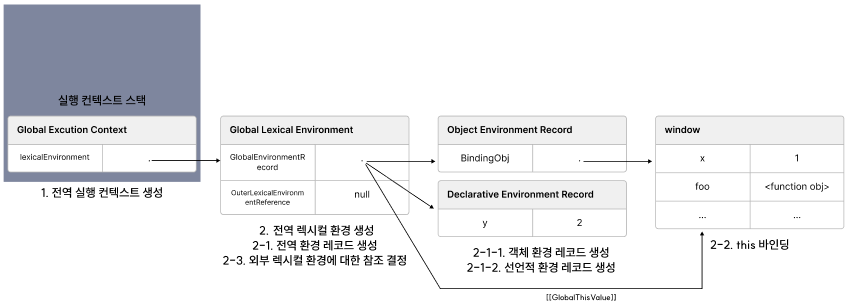 실행 컨텍스트 스택
Global Excution Context
lexicalEnvironment
.
1. 전역 실행 컨텍스트 생성
Global Lexical Environment
GlobalEnvironmentR
ecord
.
OuterLexicalEnvironm
entReference
null
2. 전역 렉시컬 환경 생성
2-1. 전역 환경 레코드 생성
2-3. 외부 렉시컬 환경에 대한 참조 결정
Object Environment Record
BindingObj
.
Declarative Environment Record
y
2
2-1-1. 객체 환경 레코드 생성
2-1-2. 선언적 환경 레코드 생성
window
x
1
foo
<function obj>
...
...
2-2. this 바인딩
[[GlobalThisValue]]